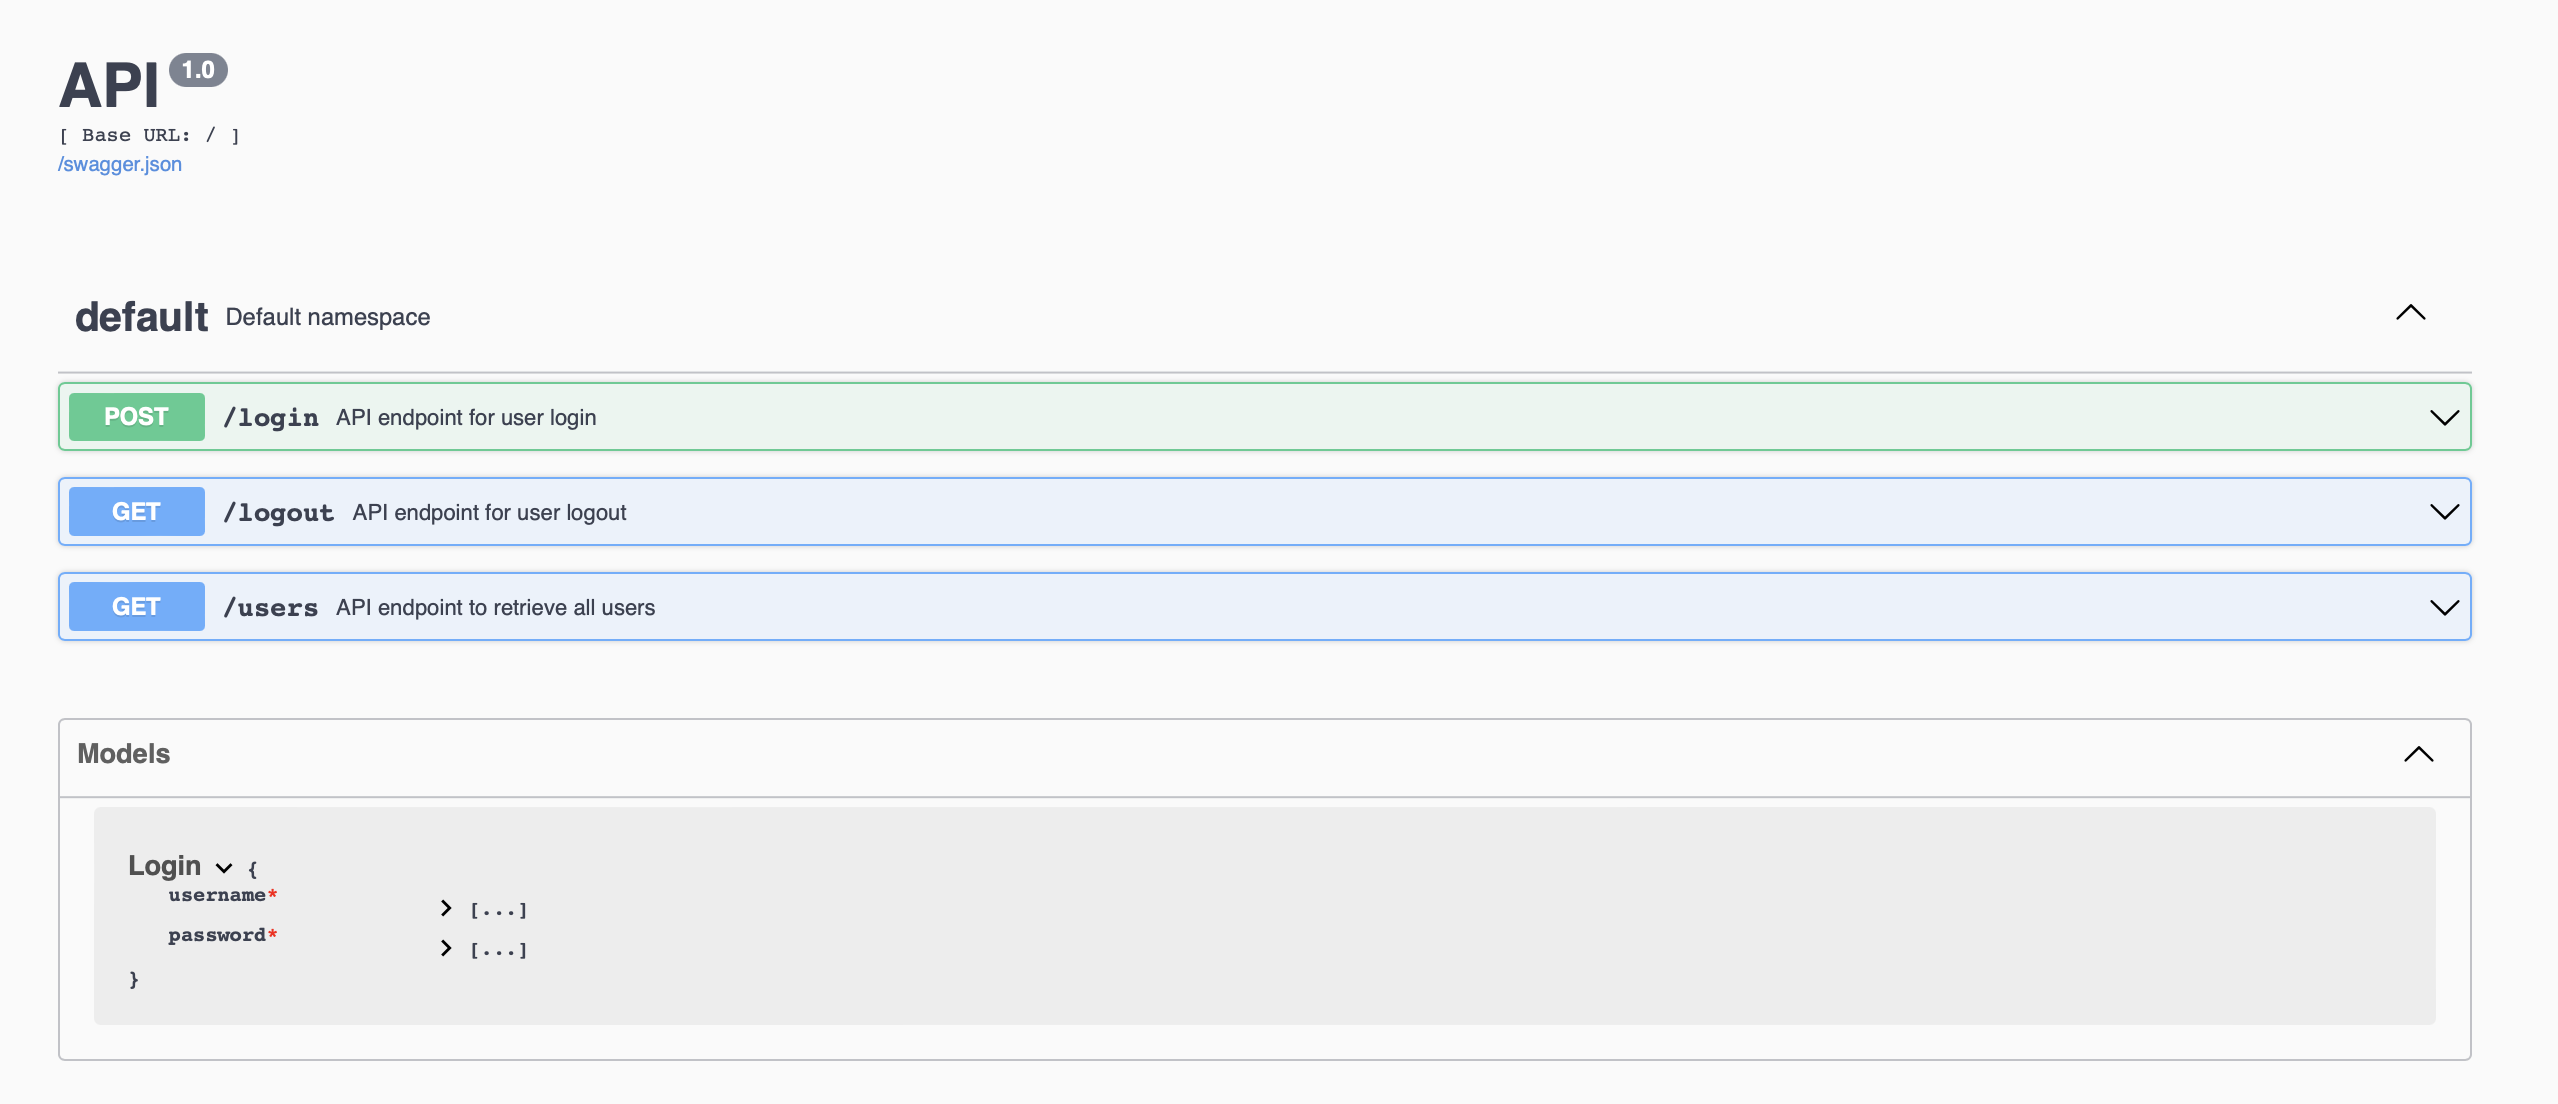 API 1.0
[ Base URL: / ]
/swagger.json
default Default namespace
POST /login API endpoint for user login
GET /logout API endpoint for user logout
GET /users API endpoint to retrieve all users
Models
Login {
username* [...]
password* [...]
}